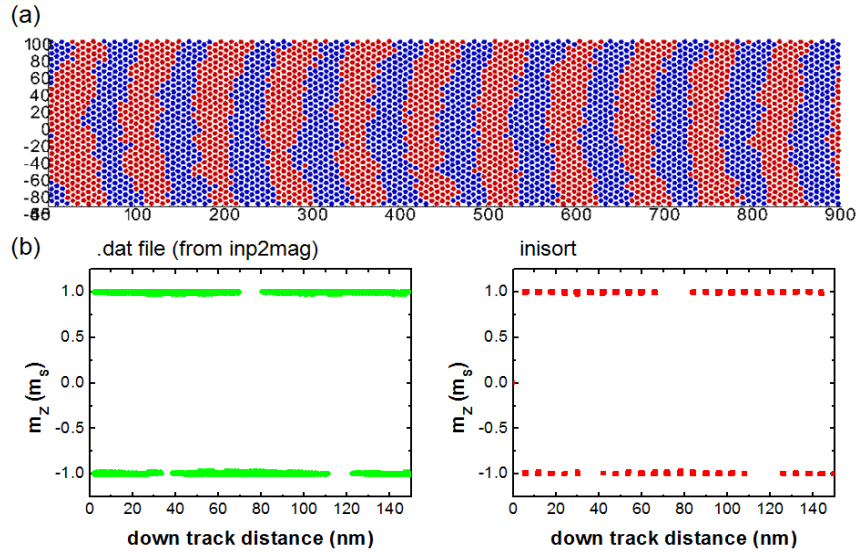 (a)
100
80
60
40
20
0
-20
-40
-60
-80
100 200 300 400 500 600 700 800 900
(b) .dat file (from inp2mag) inisort
1.0 1.0
0.5 0.5
0.0 0.0
-0.5 -0.5
-1.0 -1.0
m_z (m_s) m_z (m_s)
0 20 40 60 80 100 120 140 0 20 40 60 80 100 120 140
down track distance (nm) down track distance (nm)